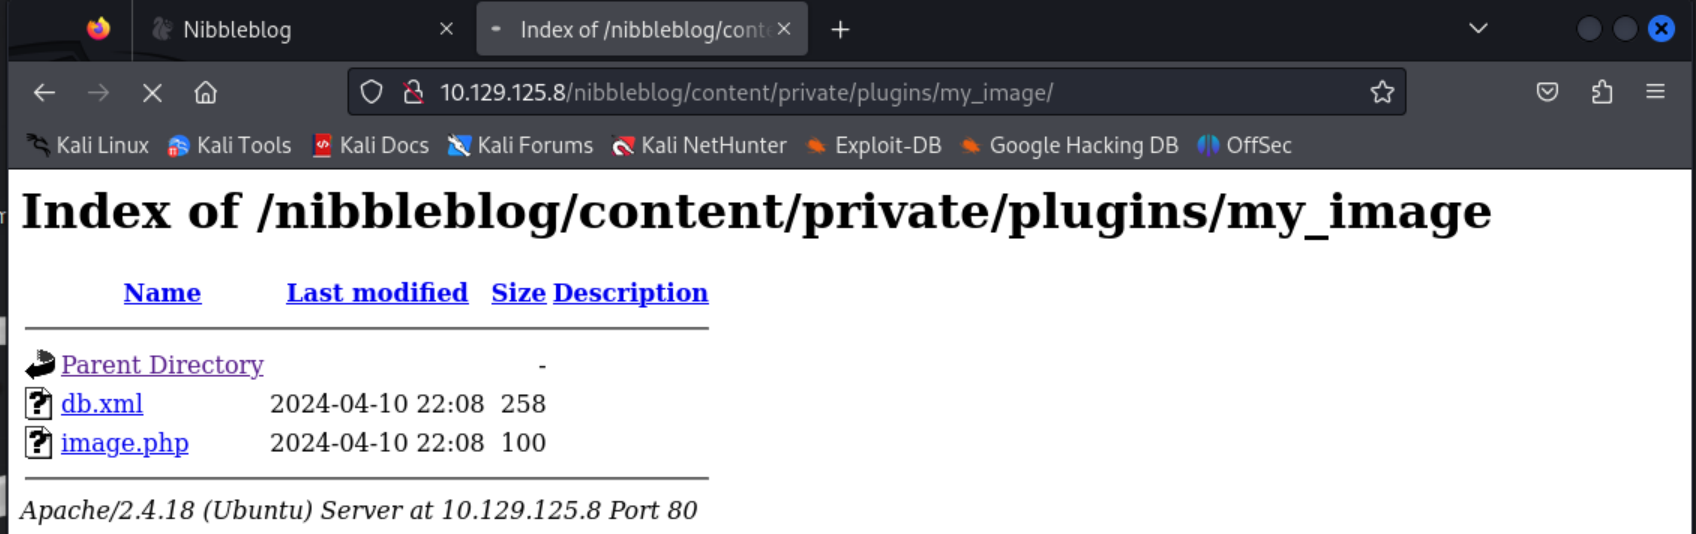 Nibbleblog
Index of /nibbleblog/conte
10.129.125.8/nibbleblog/content/private/plugins/my_image/
Kali Linux Kali Tools Kali Docs Kali Forums Kali NetHunter Exploit-DB Google Hacking DB OffSec
Index of /nibbleblog/content/private/plugins/my_image
Name Last modified Size Description
Parent Directory -
db.xml 2024-04-10 22:08 258
image.php 2024-04-10 22:08 100
Apache/2.4.18 (Ubuntu) Server at 10.129.125.8 Port 80